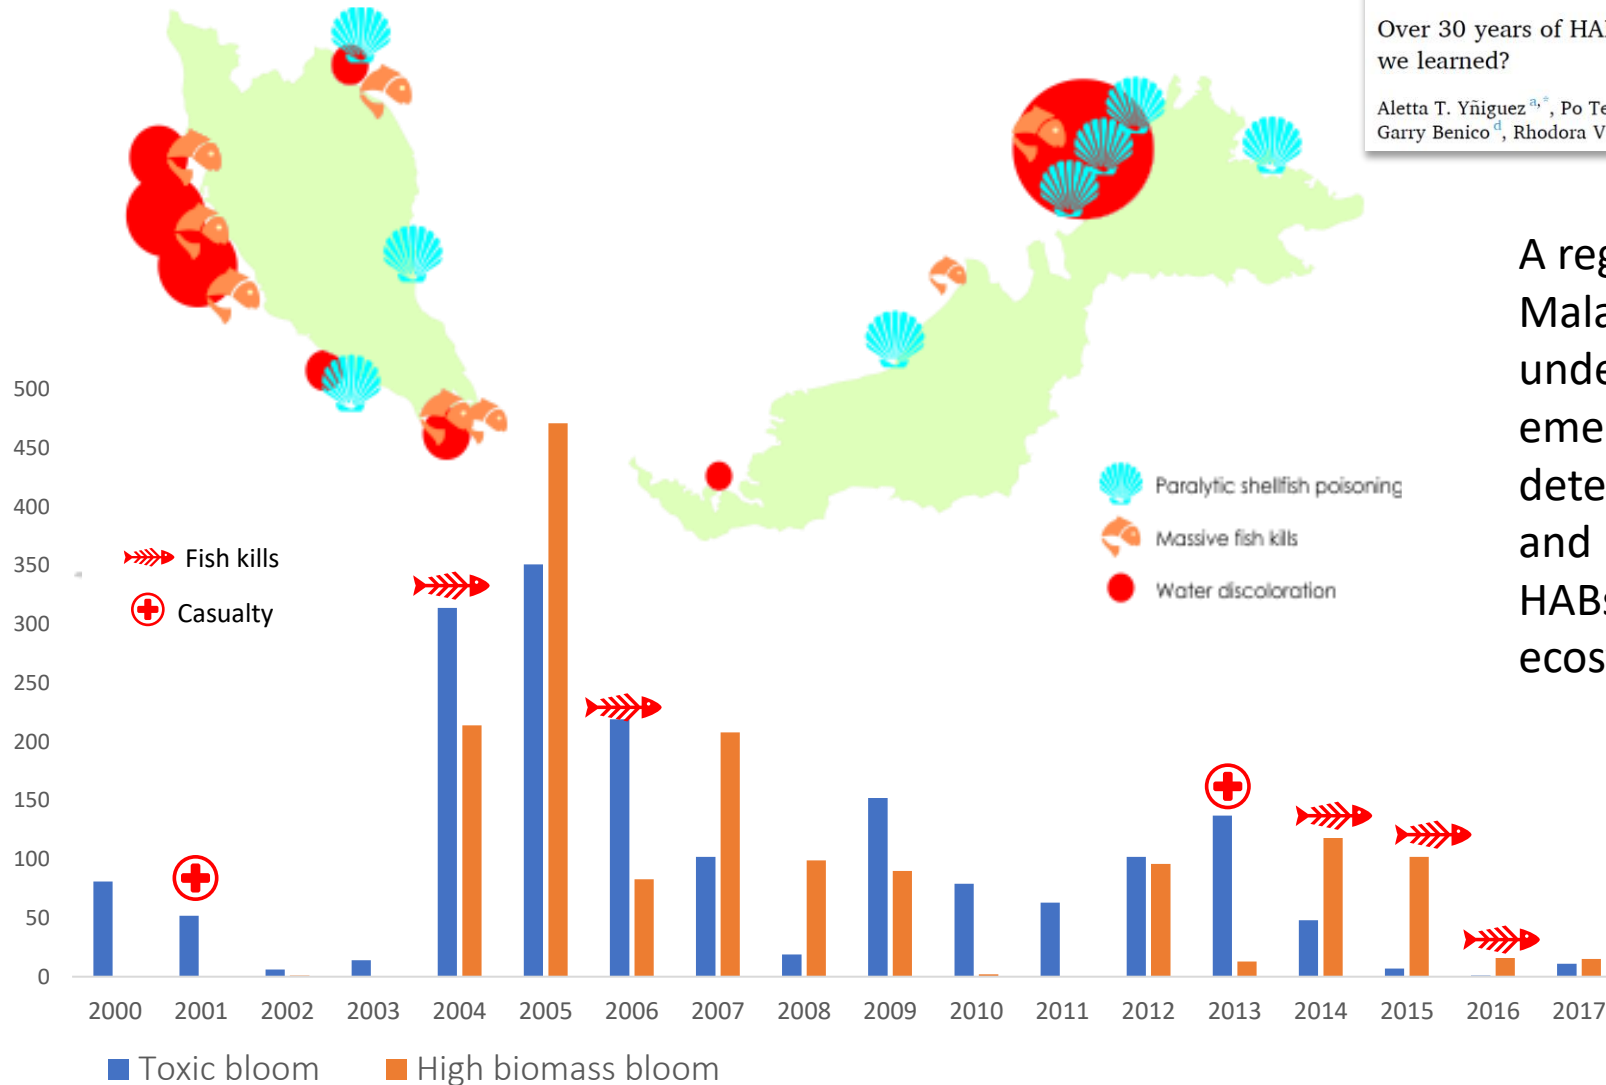 Over 30 years of HA
we learned?
Aletta T. Yñiguez a,*, Po Te
Garry Benico d, Rhodora V
A reg
Mala
unde
eme
dete
and
HABs
ecos
Paralytic shellfish poisoning
Massive fish kills
Water discoloration
Fish kills
Casualty
500
450
400
350
300
250
200
150
100
50
0
2000 2001 2002 2003 2004 2005 2006 2007 2008 2009 2010 2011 2012 2013 2014 2015 2016 2017
Toxic bloom High biomass bloom